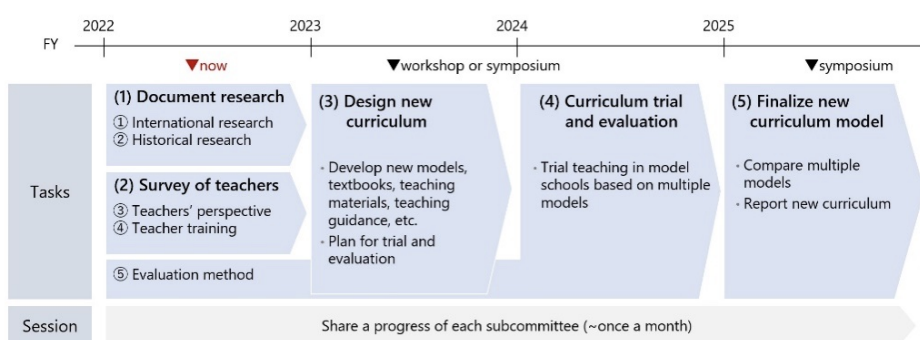 2022 2023 2024 2025
FY
▼now ▼workshop or symposium ▼symposium
Tasks
(1) Document research
① International research
② Historical research
(2) Survey of teachers
③ Teachers' perspective
④ Teacher training
⑤ Evaluation method
(3) Design new
curriculum
• Develop new models,
textbooks, teaching
materials, teaching
guidance, etc.
• Plan for trial and
evaluation
(4) Curriculum trial
and evaluation
• Trial teaching in model
schools based on multiple
models
(5) Finalize new
curriculum model
• Compare multiple
models
• Report new curriculum
Session
Share a progress of each subcommittee (~once a month)